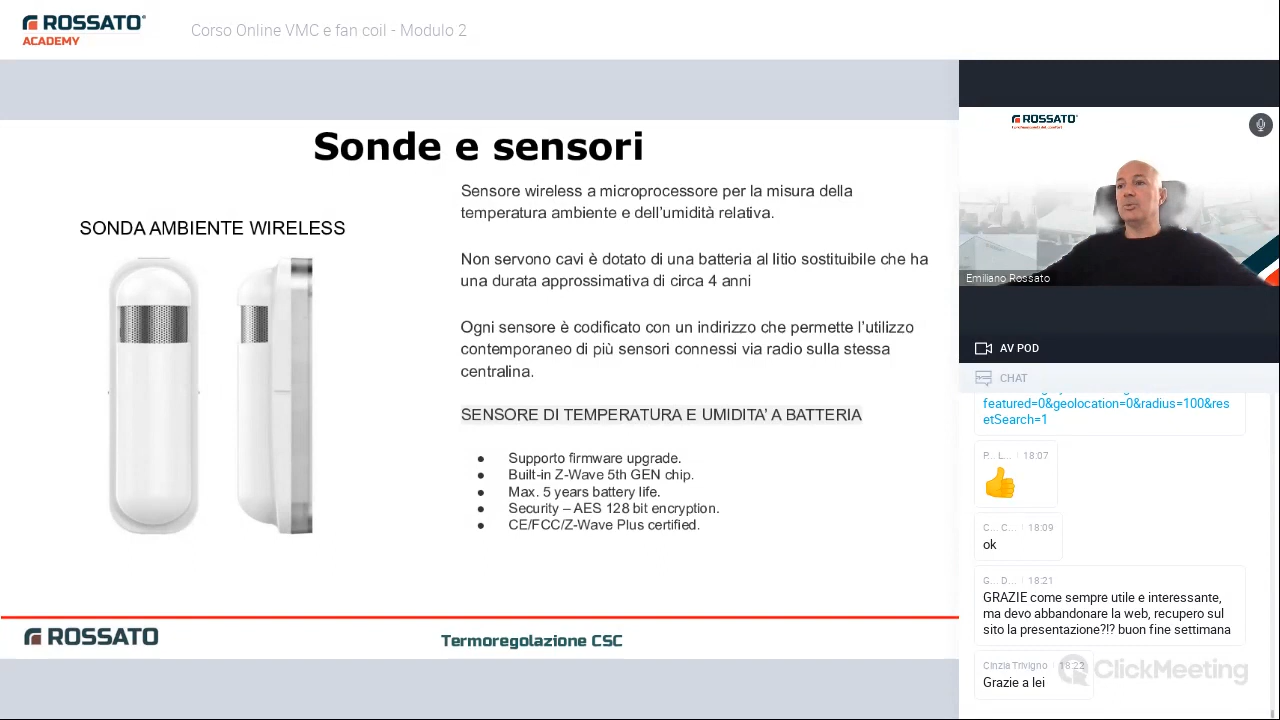 ROSSATO
ACADEMY
Corso Online VMC e fan coil - Modulo 2
Sonde e sensori
SONDA AMBIENTE WIRELESS
Sensore wireless a microprocessore per la misura della
temperatura ambiente e dell'umidità relativa.
Non servono cavi è dotato di una batteria al litio sostituibile che ha
una durata approssimativa di circa 4 anni
Ogni sensore è codificato con un indirizzo che permette l'utilizzo
contemporaneo di più sensori connessi via radio sulla stessa
centralina.
SENSORE DI TEMPERATURA E UMIDITA' A BATTERIA
● Supporto firmware upgrade.
● Built-in Z-Wave 5th GEN chip.
● Max. 5 years battery life.
● Security – AES 128 bit encryption.
● CE/FCC/Z-Wave Plus certified.
ROSSATO
Termoregolazione CSC
ROSSATO
Emiliano Rossato
AV POD
CHAT
featured=0&geolocation=0&radius=100&res
etSearch=1
P... L... 18:07
C... C... 18:09
ok
G... D... 18:21
GRAZIE come sempre utile e interessante,
ma devo abbandonare la web, recupero sul
sito la presentazione?!? buon fine settimana
Cinzia Trivigno 18:22
Grazie a lei
ClickMeeting